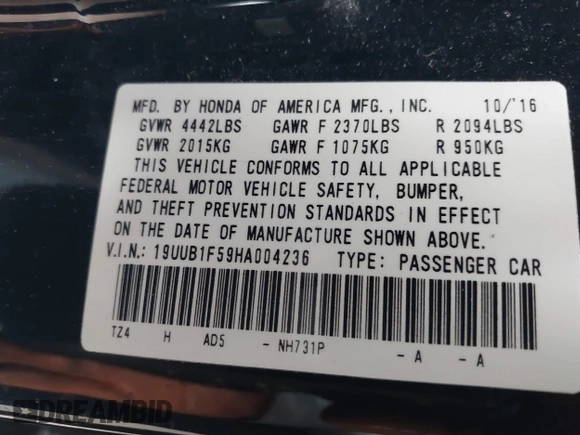 MFD. BY HONDA OF AMERICA MFG., INC. 10/'16
GVWR 4442LBS GAWR F 2370LBS R 2094LBS
GVWR 2015KG GAWR F 1075KG R 950KG
THIS VEHICLE CONFORMS TO ALL APPLICABLE
FEDERAL MOTOR VEHICLE SAFETY, BUMPER,
AND THEFT PREVENTION STANDARDS IN EFFECT
ON THE DATE OF MANUFACTURE SHOWN ABOVE.
V.I.N.: 19UUB1F59HA004236 TYPE: PASSENGER CAR
TZ4 H AD5 - NH731P - A - A
DREAMBID